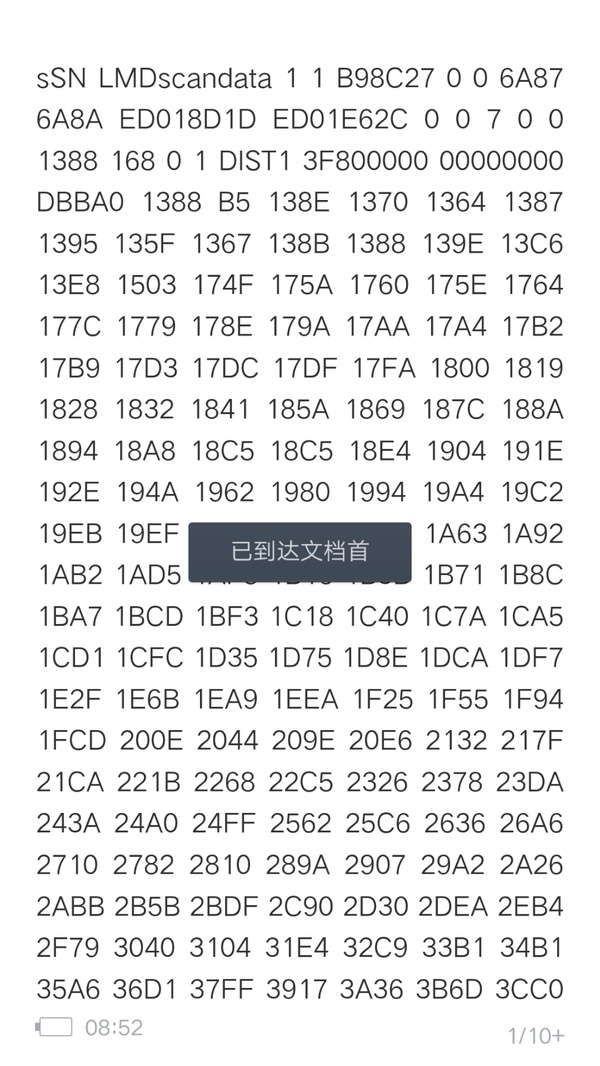 sSN LMDscandata 1 1 B98C27 0 0 6A87
6A8A ED018D1D ED01E62C 0 0 7 0 0
1388 168 0 1 DIST1 3F800000 00000000
DBBA0 1388 B5 138E 1370 1364 1387
1395 135F 1367 138B 1388 139E 13C6
13E8 1503 174F 175A 1760 175E 1764
177C 1779 178E 179A 17AA 17A4 17B2
17B9 17D3 17DC 17DF 17FA 1800 1819
1828 1832 1841 185A 1869 187C 188A
1894 18A8 18C5 18C5 18E4 1904 191E
192E 194A 1962 1980 1994 19A4 19C2
19EB 19EF 1A63 1A92
已到达文档首
1AB2 1AD5 1B71 1B8C
1BA7 1BCD 1BF3 1C18 1C40 1C7A 1CA5
1CD1 1CFC 1D35 1D75 1D8E 1DCA 1DF7
1E2F 1E6B 1EA9 1EEA 1F25 1F55 1F94
1FCD 200E 2044 209E 20E6 2132 217F
21CA 221B 2268 22C5 2326 2378 23DA
243A 24A0 24FF 2562 25C6 2636 26A6
2710 2782 2810 289A 2907 29A2 2A26
2ABB 2B5B 2BDF 2C90 2D30 2DEA 2EB4
2F79 3040 3104 31E4 32C9 33B1 34B1
35A6 36D1 37FF 3917 3A36 3B6D 3CC0
08:52
1/10+